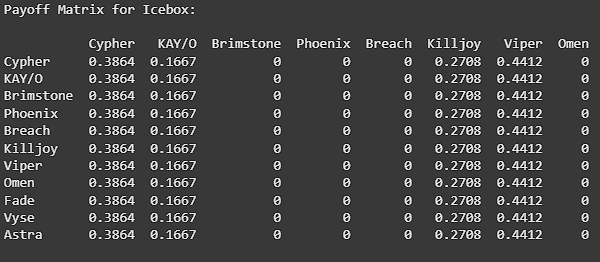 Payoff Matrix for Icebox:
Cypher KAY/O Brimstone Phoenix Breach Killjoy Viper Omen
Cypher 0.3864 0.1667 0 0 0 0.2708 0.4412 0
KAY/O 0.3864 0.1667 0 0 0 0.2708 0.4412 0
Brimstone 0.3864 0.1667 0 0 0 0.2708 0.4412 0
Phoenix 0.3864 0.1667 0 0 0 0.2708 0.4412 0
Breach 0.3864 0.1667 0 0 0 0.2708 0.4412 0
Killjoy 0.3864 0.1667 0 0 0 0.2708 0.4412 0
Viper 0.3864 0.1667 0 0 0 0.2708 0.4412 0
Omen 0.3864 0.1667 0 0 0 0.2708 0.4412 0
Fade 0.3864 0.1667 0 0 0 0.2708 0.4412 0
Vyse 0.3864 0.1667 0 0 0 0.2708 0.4412 0
Astra 0.3864 0.1667 0 0 0 0.2708 0.4412 0